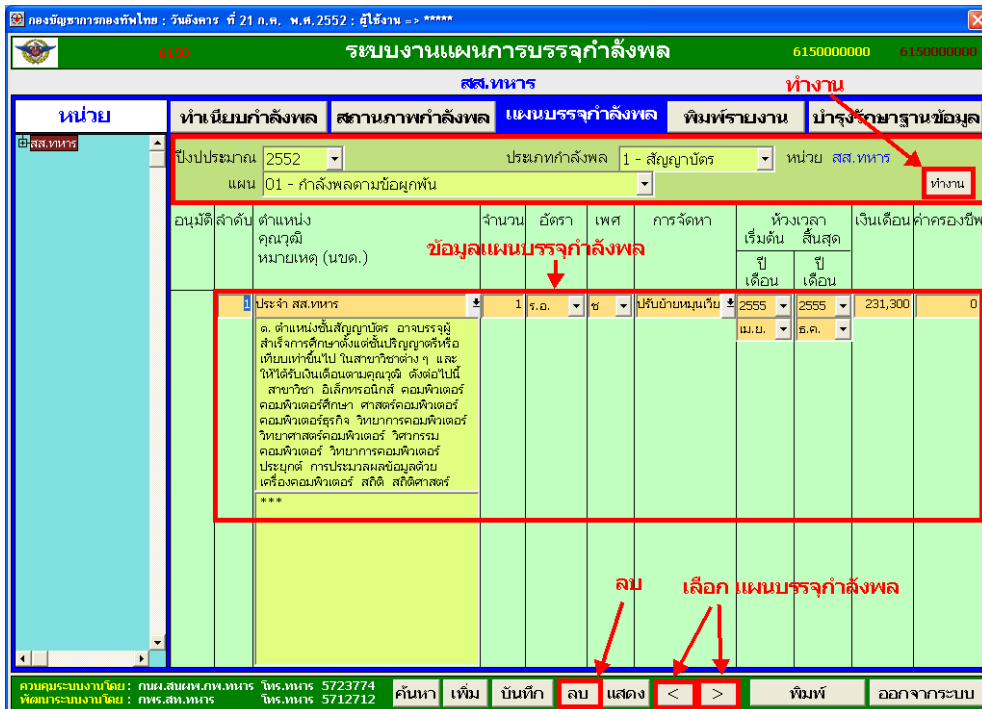 กองบัญชาการกองทัพไทย : วันอังคาร ที่ 21 ก.ค. พ.ศ.2552 : ผู้ใช้งาน => *****
6150 ระบบงานแผนการบรรจุกำลังพล 6150000000 6150000000
สส.ทหาร
ทำงาน
หน่วย
ทำเนียบกำลังพล สถานภาพกำลังพล แผนบรรจุกำลังพล พิมพ์รายงาน บำรุงรักษาฐานข้อมูล
สส.ทหาร
ปีงบประมาณ 2552 ประเภทกำลังพล 1 - สัญญาบัตร หน่วย สส.ทหาร
แผน 01 - กำลังพลตามข้อผูกพัน ทำงาน
อนุมัติ ลำดับ ตำแหน่ง จำนวน อัตรา เพศ การจัดหา ห้วงเวลา เงินเดือน ค่าครองชีพ
คุณวุฒิ เริ่มต้น สิ้นสุด
หมายเหตุ (นขต.)
ข้อมูลแผนบรรจุกำลังพล
ปี ปี
เดือน เดือน
1 ประจำ สส.ทหาร 1 ร.อ. ช ปรับย้ายหมุนเวีย 2555 2555 231,300 0
เม.ย. ธ.ค.
๑. ตำแหน่งชั้นสัญญาบัตร อาจบรรจุผู้
สำเร็จการศึกษาตั้งแต่ชั้นปริญญาตรีหรือ
เทียบเท่าขึ้นไป ในสาขาวิชาต่าง ๆ และ
ให้ได้รับเงินเดือนตามคุณวุฒิ ดังต่อไปนี้
สาขาวิชา อิเล็กทรอนิกส์ คอมพิวเตอร์
คอมพิวเตอร์ศึกษา ศาสตร์คอมพิวเตอร์
คอมพิวเตอร์ธุรกิจ วิทยาการคอมพิวเตอร์
วิทยาศาสตร์คอมพิวเตอร์ วิศวกรรม
คอมพิวเตอร์ วิทยาการคอมพิวเตอร์
ประยุกต์ การประมวลผลข้อมูลด้วย
เครื่องคอมพิวเตอร์ สถิติ สถิติศาสตร์
***
ลบ
เลือก แผนบรรจุกำลังพล
ควบคุมระบบงานโดย : กนผ.สนผพ.กพ.ทหาร โทร.ทหาร 5723774
พัฒนาระบบงานโดย : กพร.สท.ทหาร โทร.ทหาร 5712712
ค้นหา เพิ่ม บันทึก ลบ แสดง < > พิมพ์ ออกจากระบบ